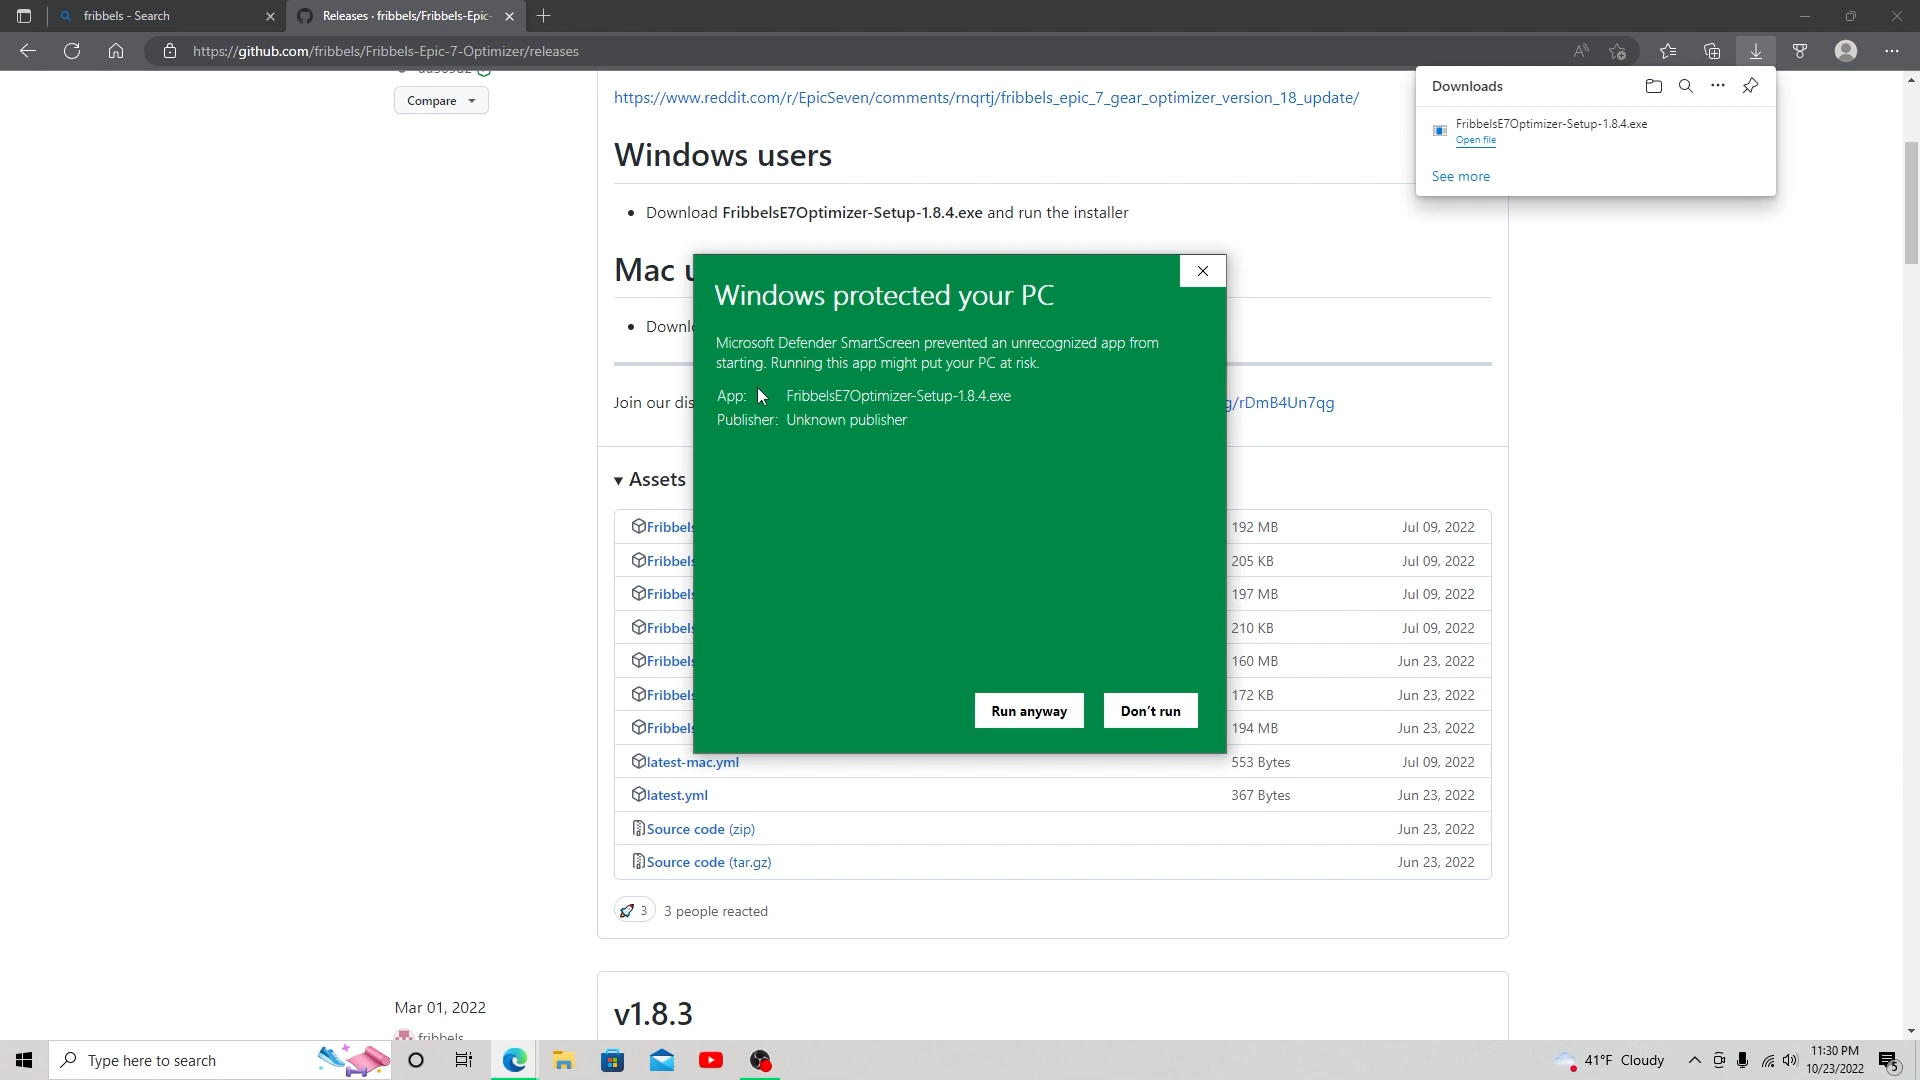 fribbels - Search
Releases · fribbels/Fribbels-Epic-
https://github.com/fribbels/Fribbels-Epic-7-Optimizer/releases
Compare
https://www.reddit.com/r/EpicSeven/comments/rnqrtj/fribbels_epic_7_gear_optimizer_version_18_update/
Downloads
FribbelsE7Optimizer-Setup-1.8.4.exe
Open file
See more
Windows users
Download FribbelsE7Optimizer-Setup-1.8.4.exe and run the installer
Mac u
Downl
Join our dis
g/rDmB4Un7qg
Windows protected your PC
Microsoft Defender SmartScreen prevented an unrecognized app from
starting. Running this app might put your PC at risk.
App: FribbelsE7Optimizer-Setup-1.8.4.exe
Publisher: Unknown publisher
Run anyway
Don't run
Assets
Fribbels 192 MB Jul 09, 2022
Fribbels 205 KB Jul 09, 2022
Fribbels 197 MB Jul 09, 2022
Fribbels 210 KB Jul 09, 2022
Fribbels 160 MB Jun 23, 2022
Fribbels 172 KB Jun 23, 2022
Fribbels 194 MB Jun 23, 2022
latest-mac.yml 553 Bytes Jul 09, 2022
latest.yml 367 Bytes Jun 23, 2022
Source code (zip) Jun 23, 2022
Source code (tar.gz) Jun 23, 2022
3 3 people reacted
Mar 01, 2022
fribbels
v1.8.3
Type here to search
41°F Cloudy
11:30 PM
10/23/2022
5